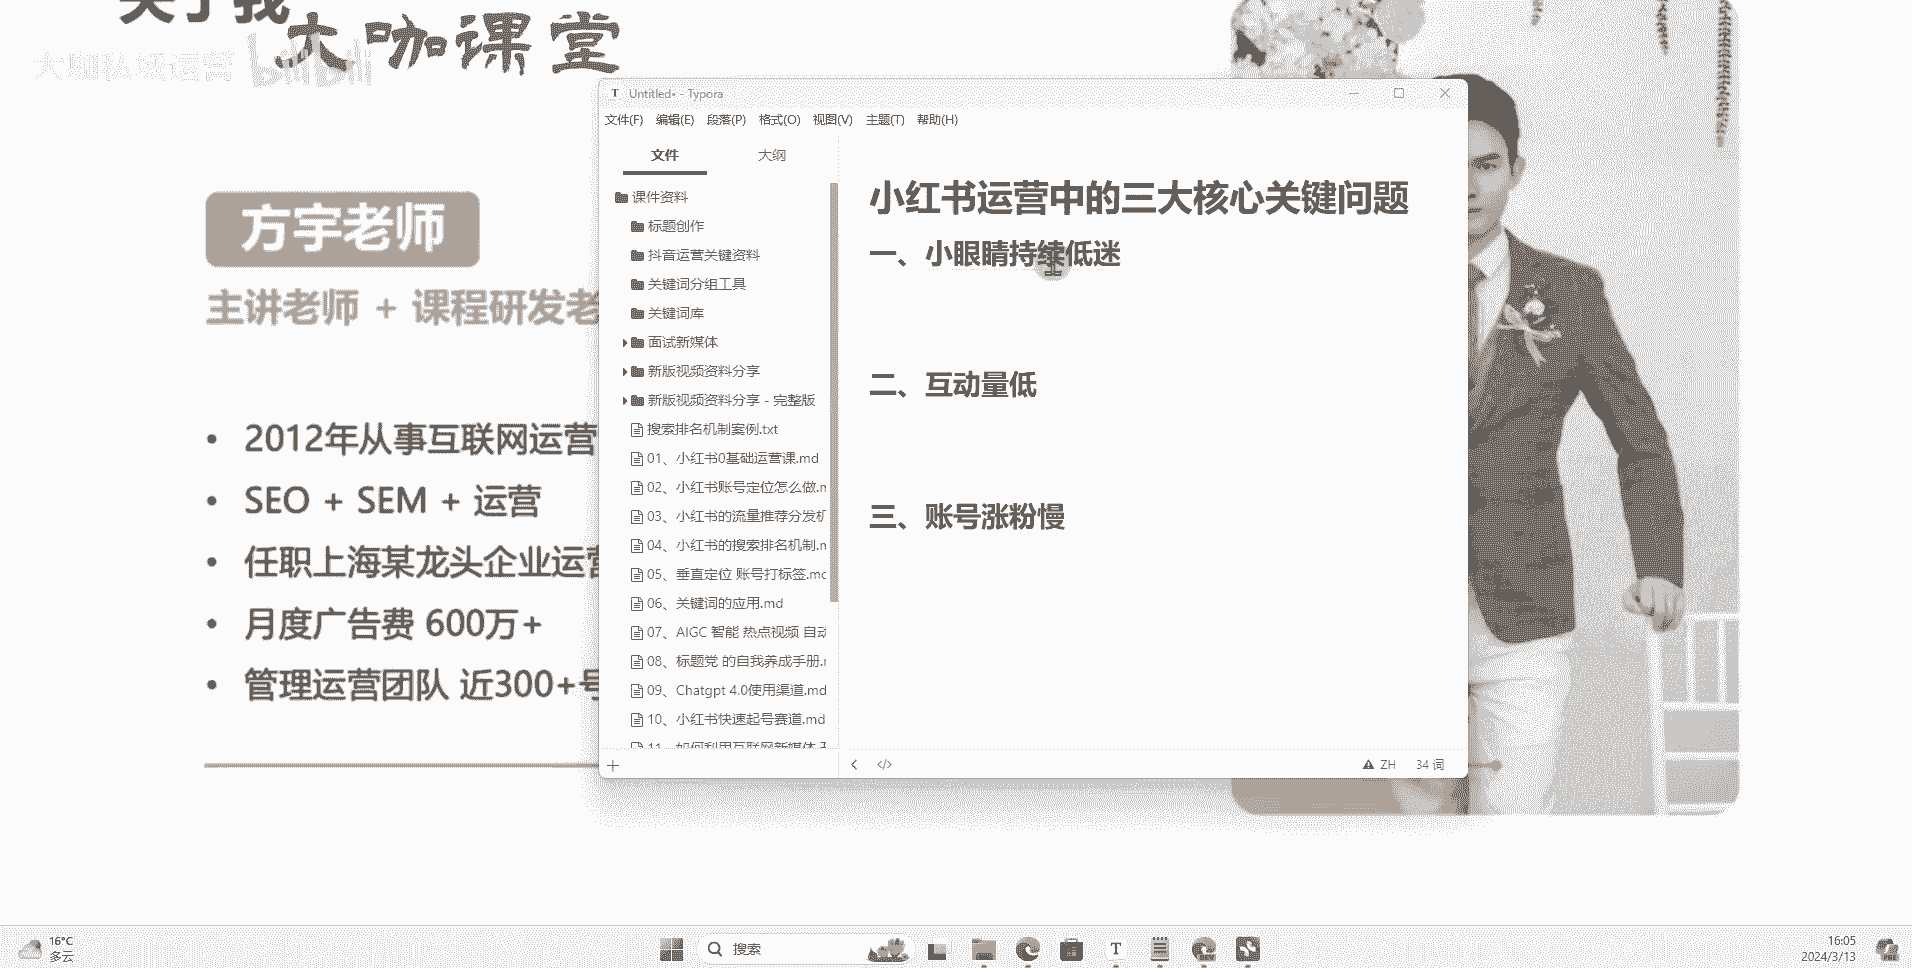 关于我
大咖课堂
大咖私域运营 bilibili
方宇老师
主讲老师 + 课程研发老
2012年从事互联网运营
SEO + SEM + 运营
任职上海某龙头企业运营
月度广告费 600万+
管理运营团队 近300+号
Untitled• - Typora
文件(F) 编辑(E) 段落(P) 格式(O) 视图(V) 主题(T) 帮助(H)
文件 大纲
课件资料
标题创作
抖音运营关键资料
关键词分组工具
关键词库
面试新媒体
新版视频资料分享
新版视频资料分享 - 完整版
搜索排名机制案例.txt
01、小红书0基础运营课.md
02、小红书账号定位怎么做.m
03、小红书的流量推荐分发机
04、小红书的搜索排名机制.m
05、垂直定位 账号打标签.md
06、关键词的应用.md
07、AIGC 智能 热点视频 自动
08、标题党 的自我养成手册.m
09、Chatgpt 4.0使用渠道.md
10、小红书快速起号赛道.md
11、如何利用互联网新媒体
小红书运营中的三大核心关键问题
一、小眼睛持续低迷
二、互动量低
三、账号涨粉慢
ZH 34 词
16°C
多云
搜索
T
DEV
16:05
2024/3/13
PRE